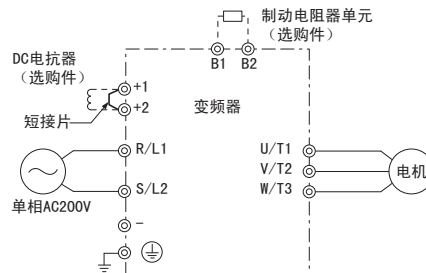 制动电阻器单元
（选购件）
DC电抗器
（选购件）
B1 B2
+1
+2
变频器
短接片
R/L1
U/T1
V/T2
电机
S/L2
W/T3
单相AC200V
−